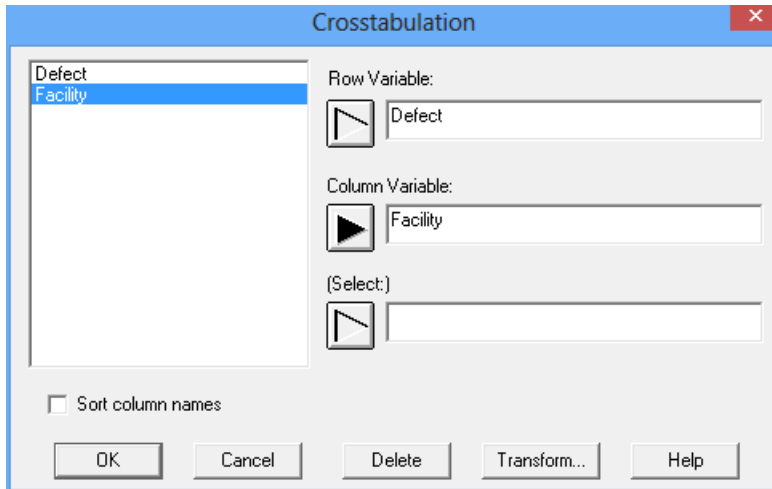 Crosstabulation
Defect
Facility
Row Variable:
Defect
Column Variable:
Facility
(Select:)
Sort column names
OK
Cancel
Delete
Transform...
Help